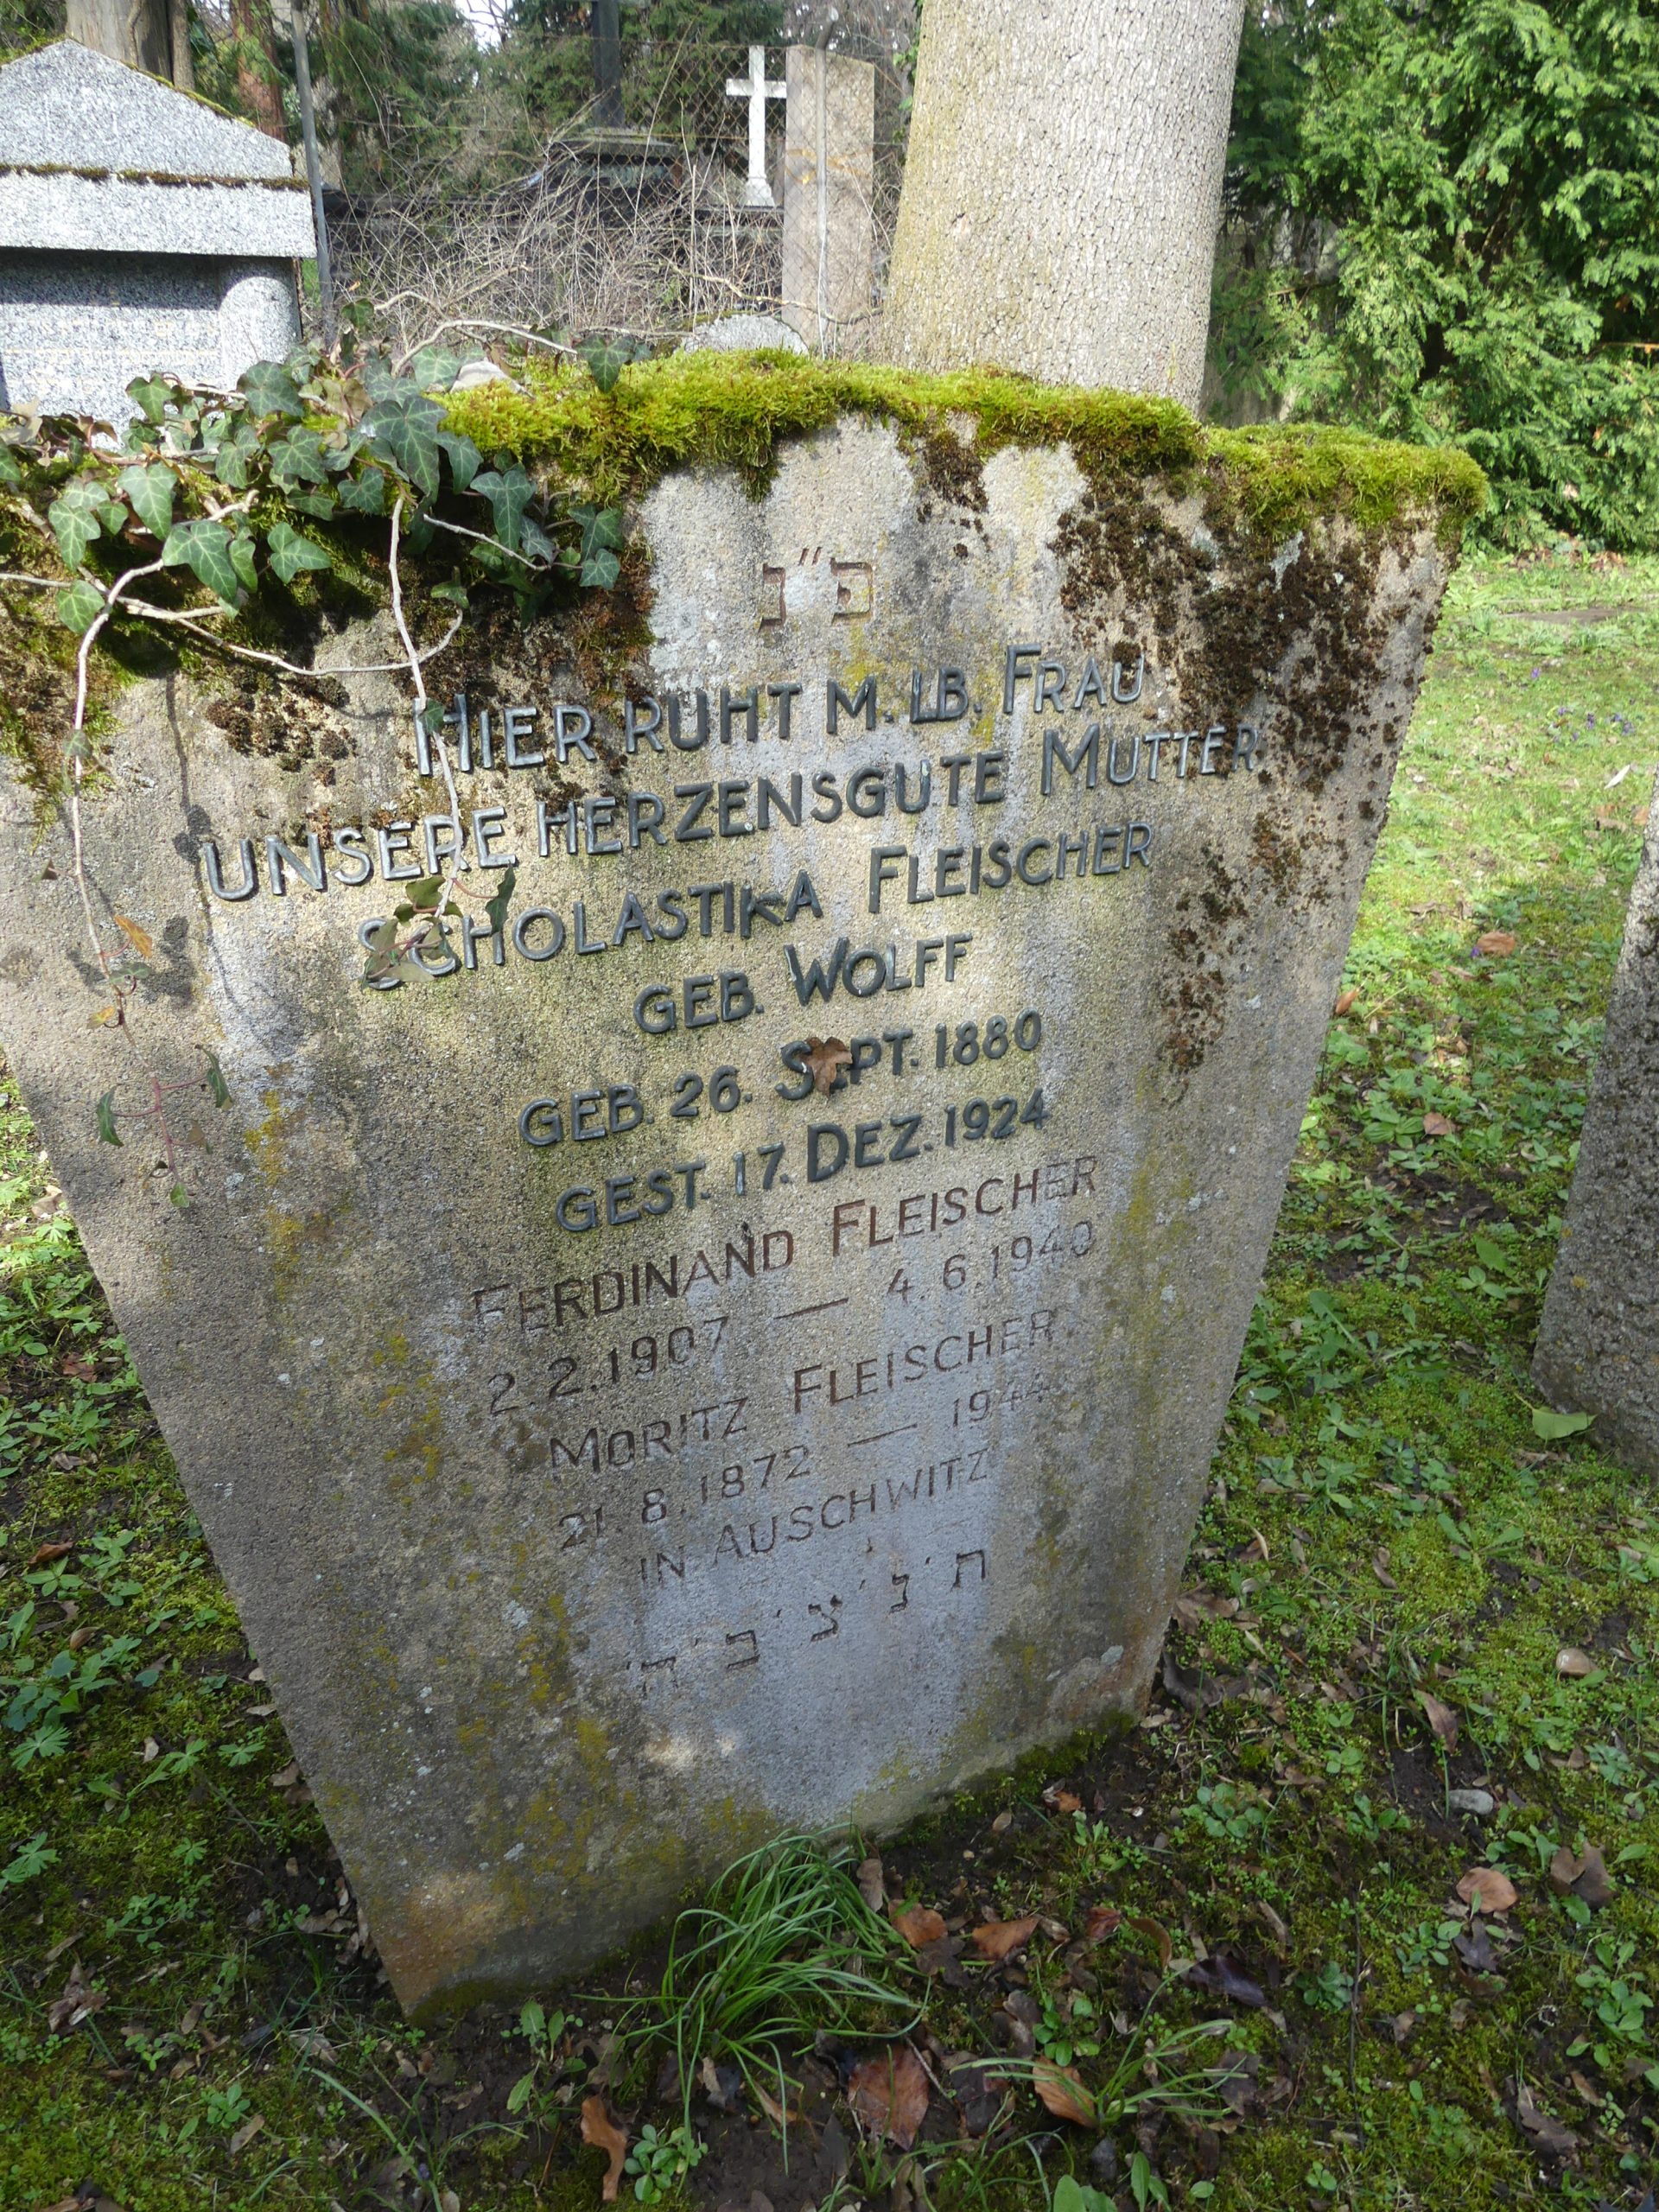 פ״נ
HIER RUHT M. LB. FRAU
UNSERE HERZENSGUTE MUTTER
SCHOLASTIKA FLEISCHER
GEB. WOLFF
GEB. 26. SEPT. 1880
GEST. 17. DEZ. 1924
FERDINAND FLEISCHER
2. 2. 1907 — 4. 6. 1940
MORITZ FLEISCHER
21. 8. 1872 — 1944
IN AUSCHWITZ
ת׳ נ׳ צ׳ ב׳ ה׳